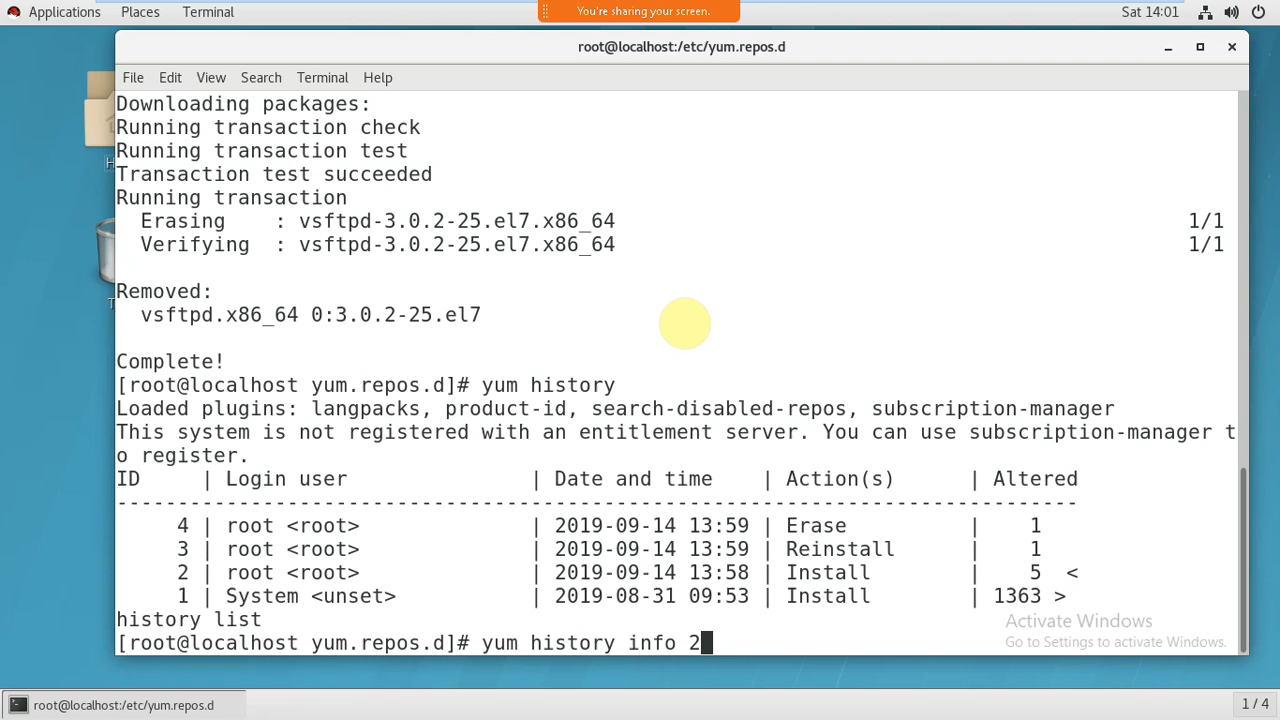 Applications Places Terminal You're sharing your screen. Sat 14:01
root@localhost:/etc/yum.repos.d
File Edit View Search Terminal Help
Downloading packages:
Running transaction check
Running transaction test
Transaction test succeeded
Running transaction
  Erasing    : vsftpd-3.0.2-25.el7.x86_64 1/1
  Verifying  : vsftpd-3.0.2-25.el7.x86_64 1/1
Removed:
  vsftpd.x86_64 0:3.0.2-25.el7
Complete!
[root@localhost yum.repos.d]# yum history
Loaded plugins: langpacks, product-id, search-disabled-repos, subscription-manager
This system is not registered with an entitlement server. You can use subscription-manager t
o register.
ID     | Login user               | Date and time    | Action(s)      | Altered
-------------------------------------------------------------------------------
     4 | root <root>              | 2019-09-14 13:59 | Erase          |    1
     3 | root <root>              | 2019-09-14 13:59 | Reinstall      |    1
     2 | root <root>              | 2019-09-14 13:58 | Install        |    5  <
     1 | System <unset>           | 2019-08-31 09:53 | Install        | 1363 >
history list
[root@localhost yum.repos.d]# yum history info 2
Activate Windows
Go to Settings to activate Windows.
root@localhost:/etc/yum.repos.d 1 / 4